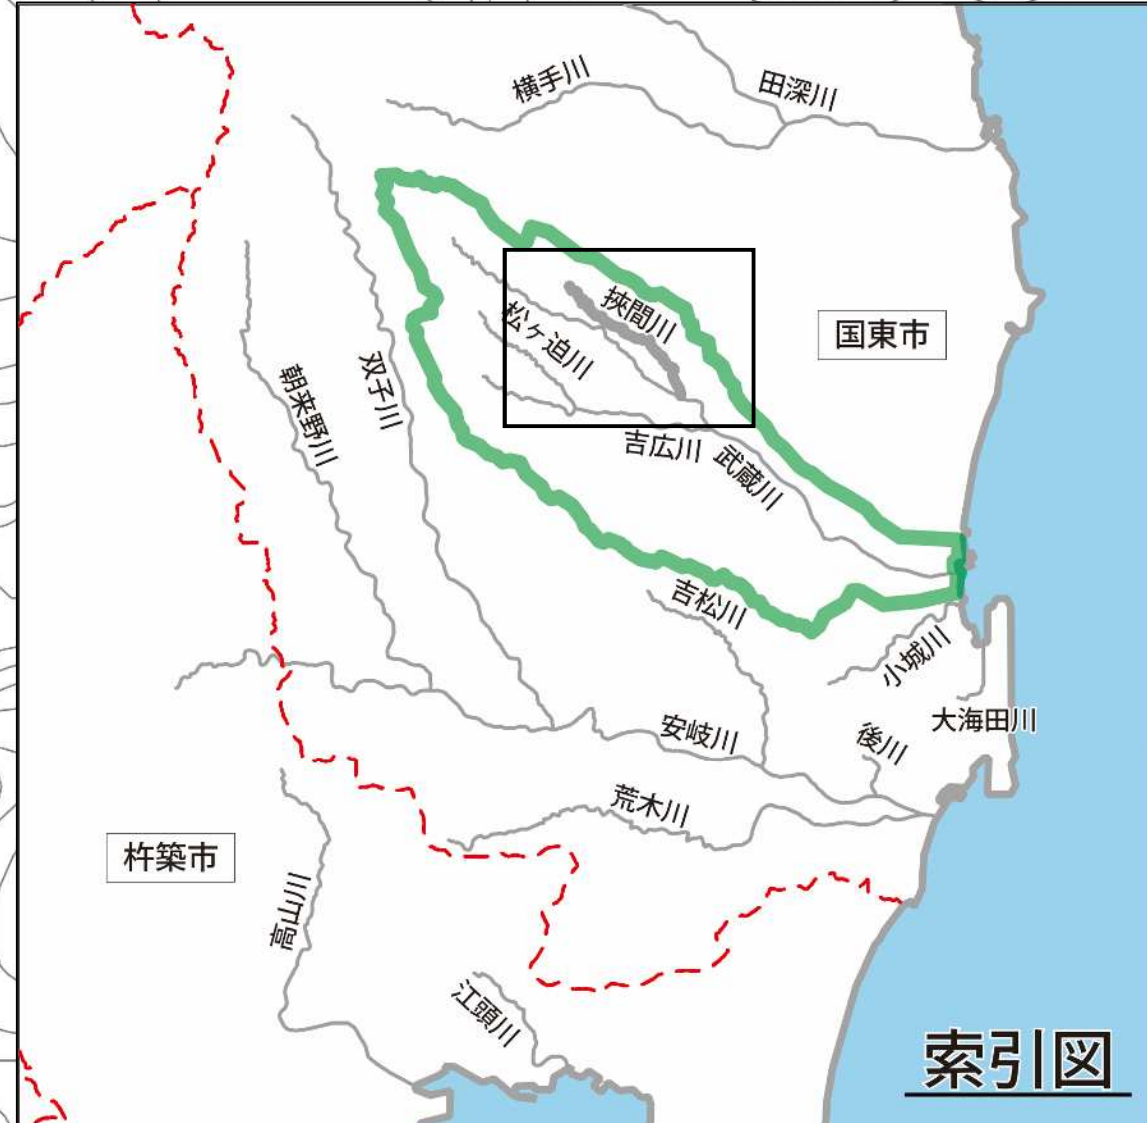 横手川
田深川
挾間川
松ヶ迫川
国東市
双子川
朝来野川
吉広川
武蔵川
吉松川
小城川
大海田川
安岐川
後川
荒木川
杵築市
高山川
江頭川
索引図